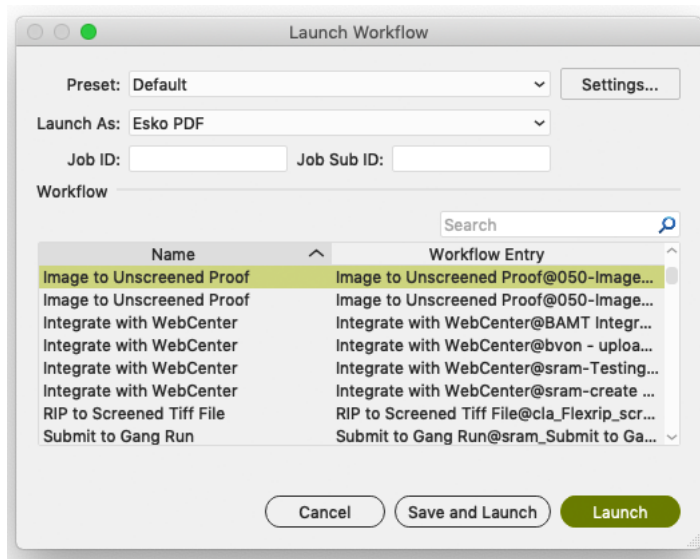 Launch Workflow
Preset: Default Settings...
Launch As: Esko PDF
Job ID: Job Sub ID:
Workflow
Search
Name Workflow Entry
Image to Unscreened Proof Image to Unscreened Proof@050-Image...
Image to Unscreened Proof Image to Unscreened Proof@050-Image...
Integrate with WebCenter Integrate with WebCenter@BAMT Integr...
Integrate with WebCenter Integrate with WebCenter@bvon - uploa...
Integrate with WebCenter Integrate with WebCenter@sram-Testing...
Integrate with WebCenter Integrate with WebCenter@sram-create ...
RIP to Screened Tiff File RIP to Screened Tiff File@cla_Flexrip_scr...
Submit to Gang Run Submit to Gang Run@sram_Submit to Ga...
Cancel Save and Launch Launch